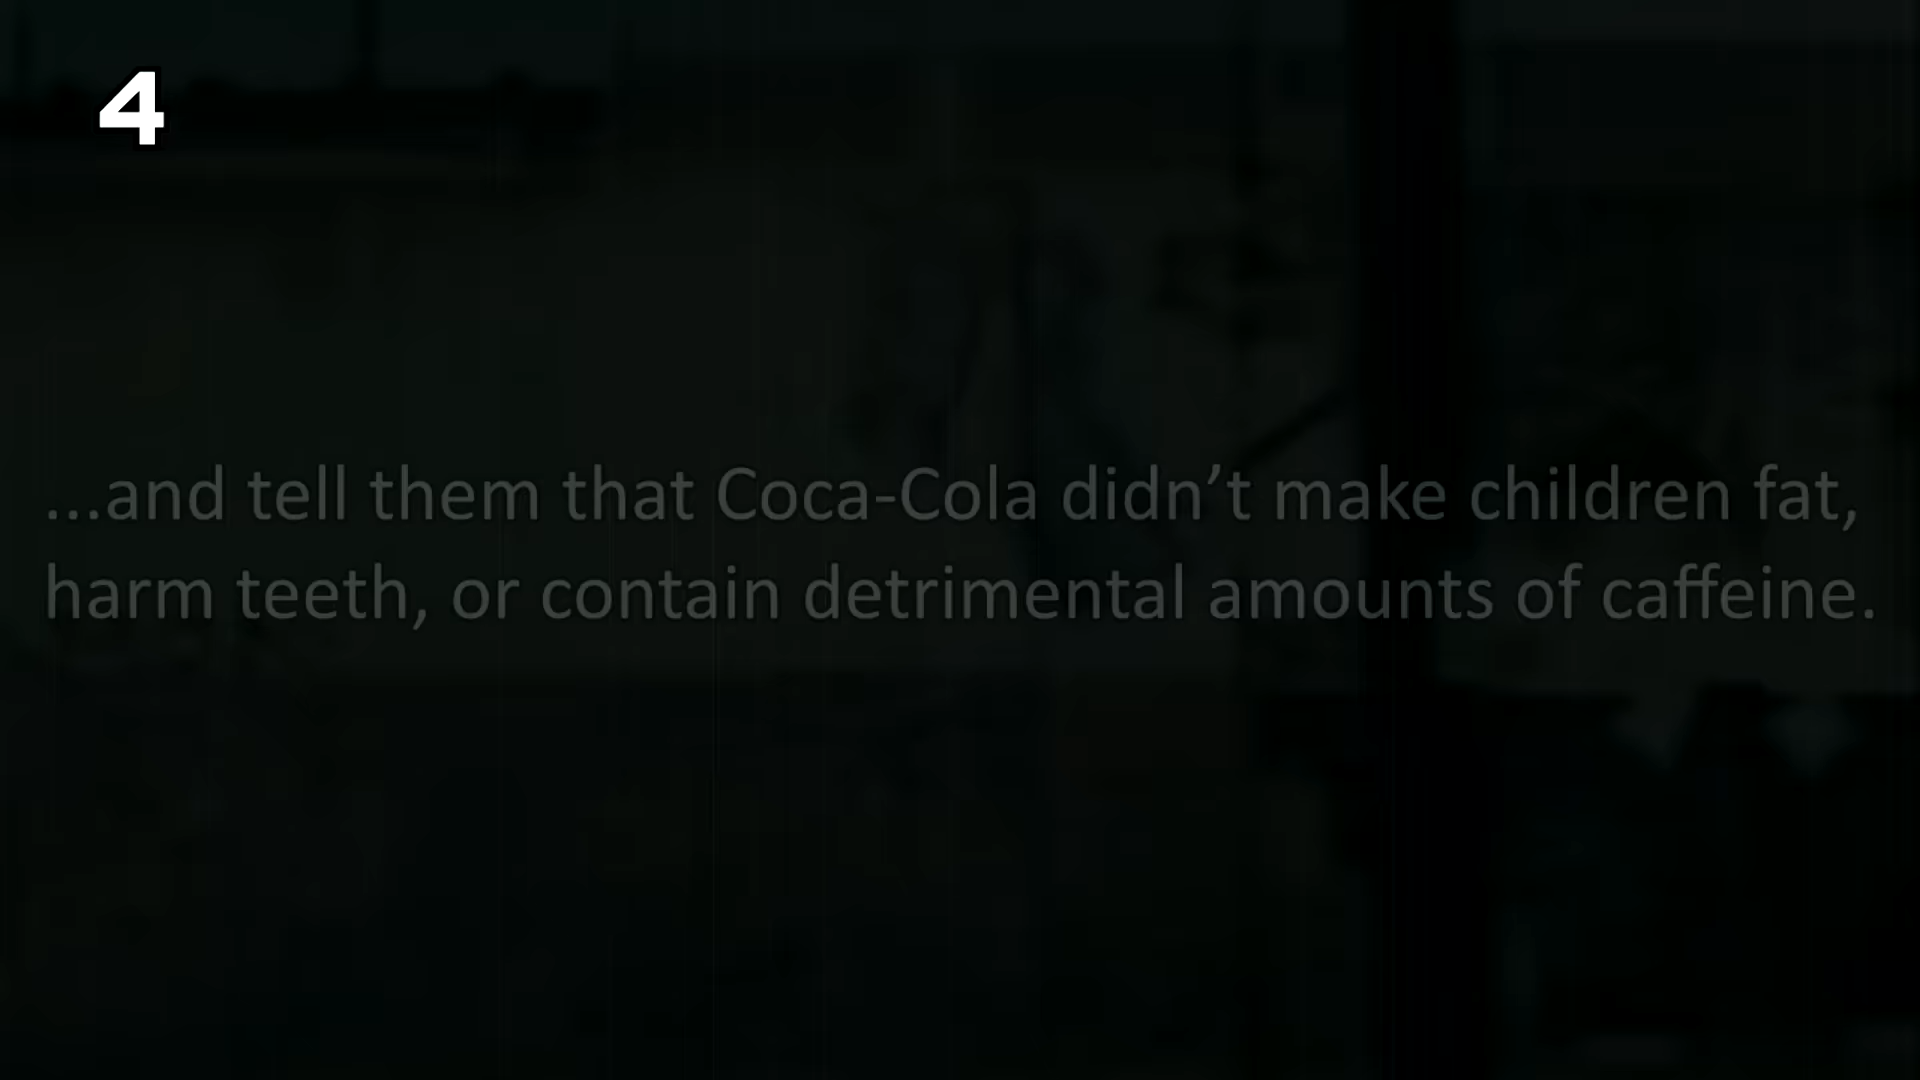 4
...and tell them that Coca-Cola didn’t make children fat,
harm teeth, or contain detrimental amounts of caffeine.